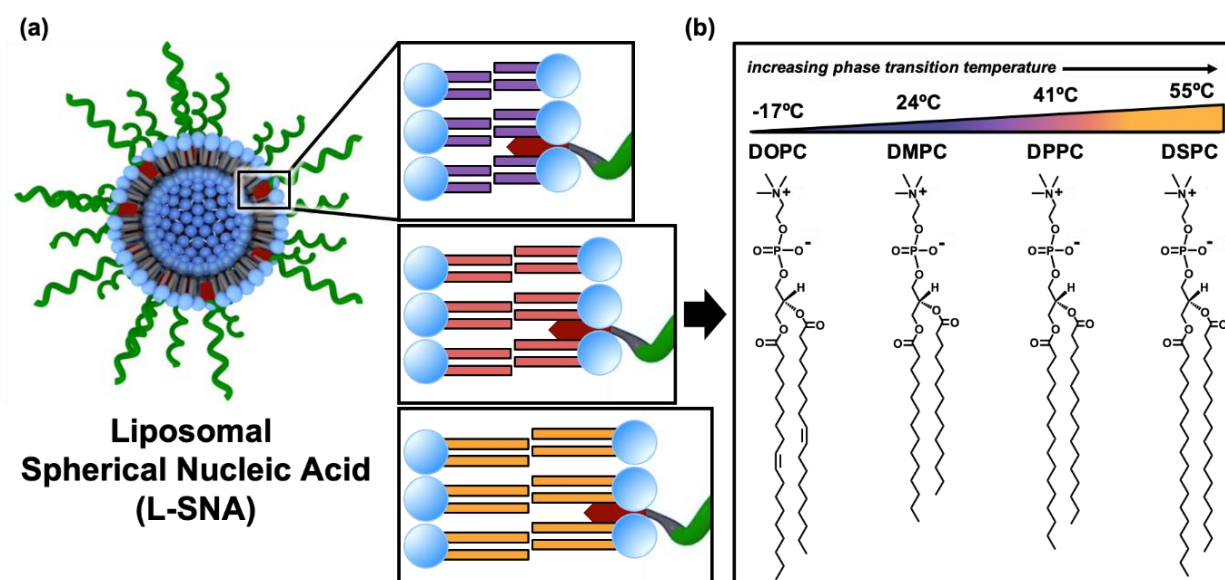 (a)
Liposomal
Spherical Nucleic Acid
(L-SNA)
(b)
increasing phase transition temperature
-17ºC 24ºC 41ºC 55ºC
DOPC DMPC DPPC DSPC
N+ N+ N+ N+
O O O O
O=P-O- O=P-O- O=P-O- O=P-O-
O O O O
H H H H
O O O O O O O O
O O O O
O O O O